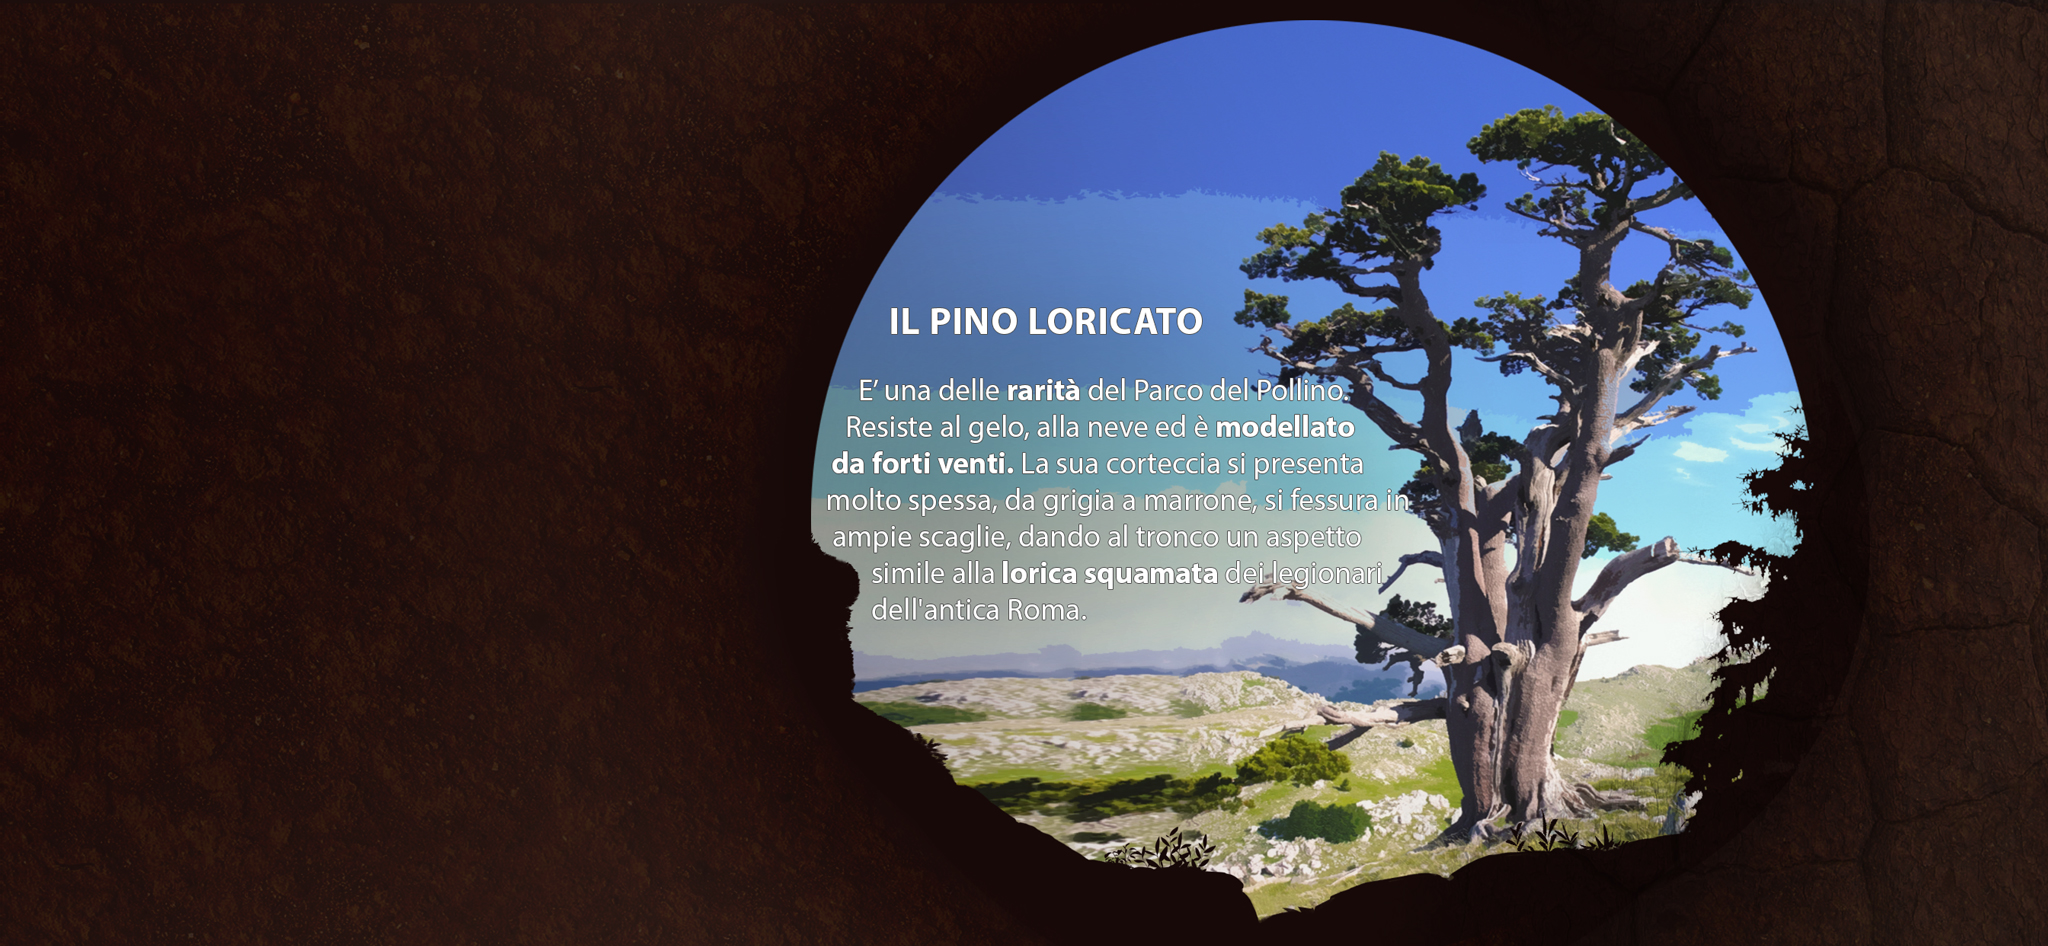 IL PINO LORICATO
E’ una delle rarità del Parco del Pollino.
Resiste al gelo, alla neve ed è modellato
da forti venti. La sua corteccia si presenta
molto spessa, da grigia a marrone, si fessura in
ampie scaglie, dando al tronco un aspetto
simile alla lorica squamata dei legionari
dell'antica Roma.